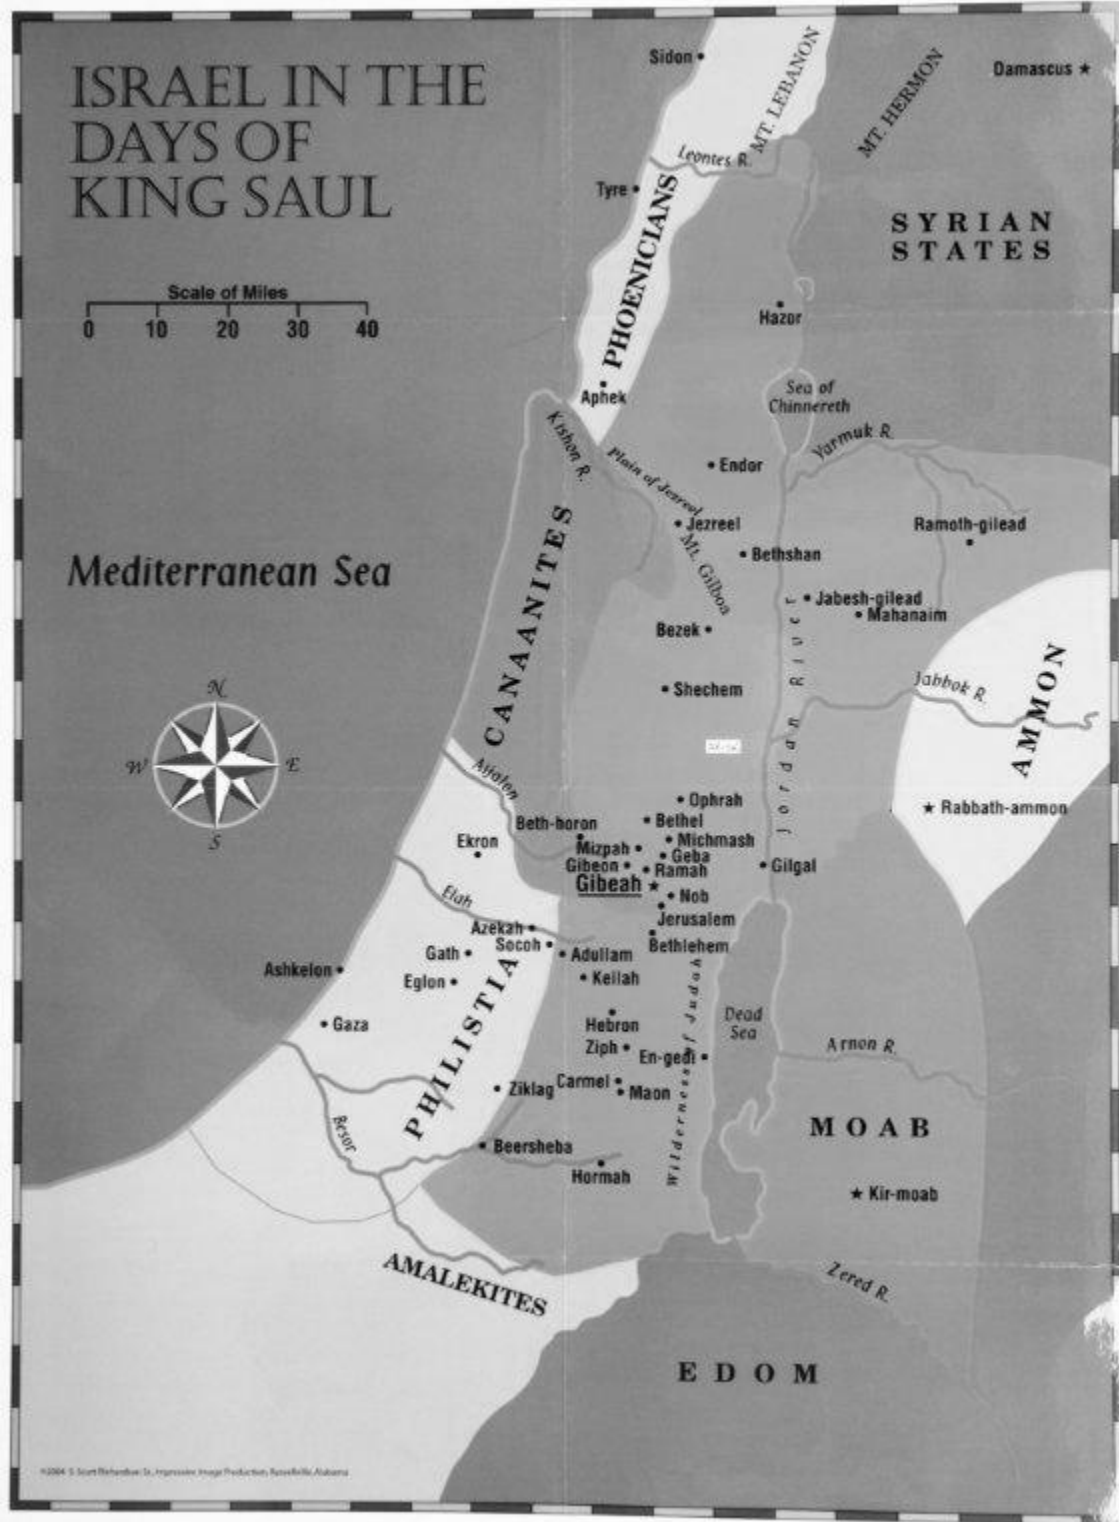 ISRAEL IN THE
DAYS OF
KING SAUL
Scale of Miles
0 10 20 30 40
Sidon
MT. LEBANON
MT. HERMON
Damascus
Leontes R.
Tyre
PHOENICIANS
SYRIAN
STATES
Hazor
Aphek
Sea of
Chinnereth
Kishon R.
Yarmuk R.
Plain of Jezreel
Endor
Jezreel
Ramoth-gilead
Mt. Gilboa
Bethshan
Mediterranean Sea
CANAANITES
Jabesh-gilead
Mahanaim
Bezek
Jordan River
Shechem
Jabbok R.
AMMON
N
W E
S
Aijalon
Ophrah
Rabbath-ammon
Bethel
Beth-horon
Michmash
Ekron
Mizpah
Geba
Gibeon
Ramah
Gilgal
Gibeah
Nob
Elah
Jerusalem
Azekah
Socoh
Bethlehem
Gath
Adullam
Ashkelon
Eglon
Keilah
PHILISTIA
Wilderness of Judah
Dead
Sea
Gaza
Hebron
Ziph
En-gedi
Arnon R.
Ziklag
Carmel
Maon
Besor
MOAB
Beersheba
Hormah
Kir-moab
AMALEKITES
Zered R.
EDOM